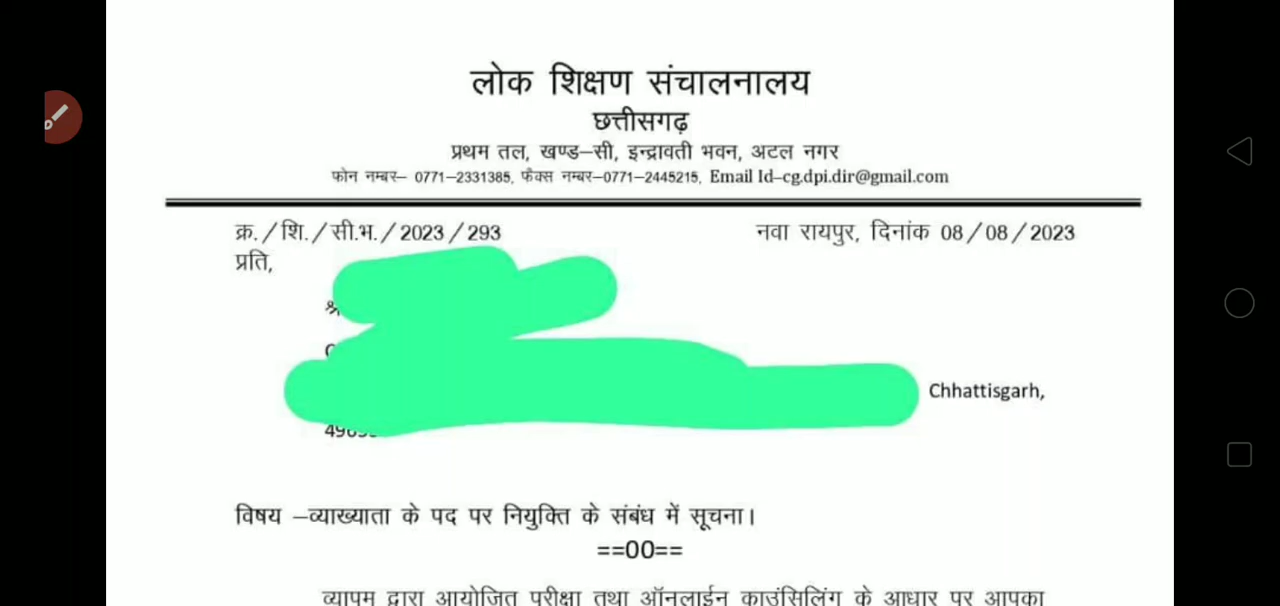 लोक शिक्षण संचालनालय
छत्तीसगढ़
प्रथम तल, खण्ड–सी, इन्द्रावती भवन, अटल नगर
फोन नम्बर– 0771–2331385, फैक्स नम्बर–0771–2445215, Email Id–cg.dpi.dir@gmail.com
क्र./शि./सी.भ./2023/293 नवा रायपुर, दिनांक 08/08/2023
प्रति,
Chhattisgarh,
विषय –व्याख्याता के पद पर नियुक्ति के संबंध में सूचना।
==00==
व्यापम द्वारा आयोजित परीक्षा तथा ऑनलाईन काउंसिलिंग के आधार पर आपका